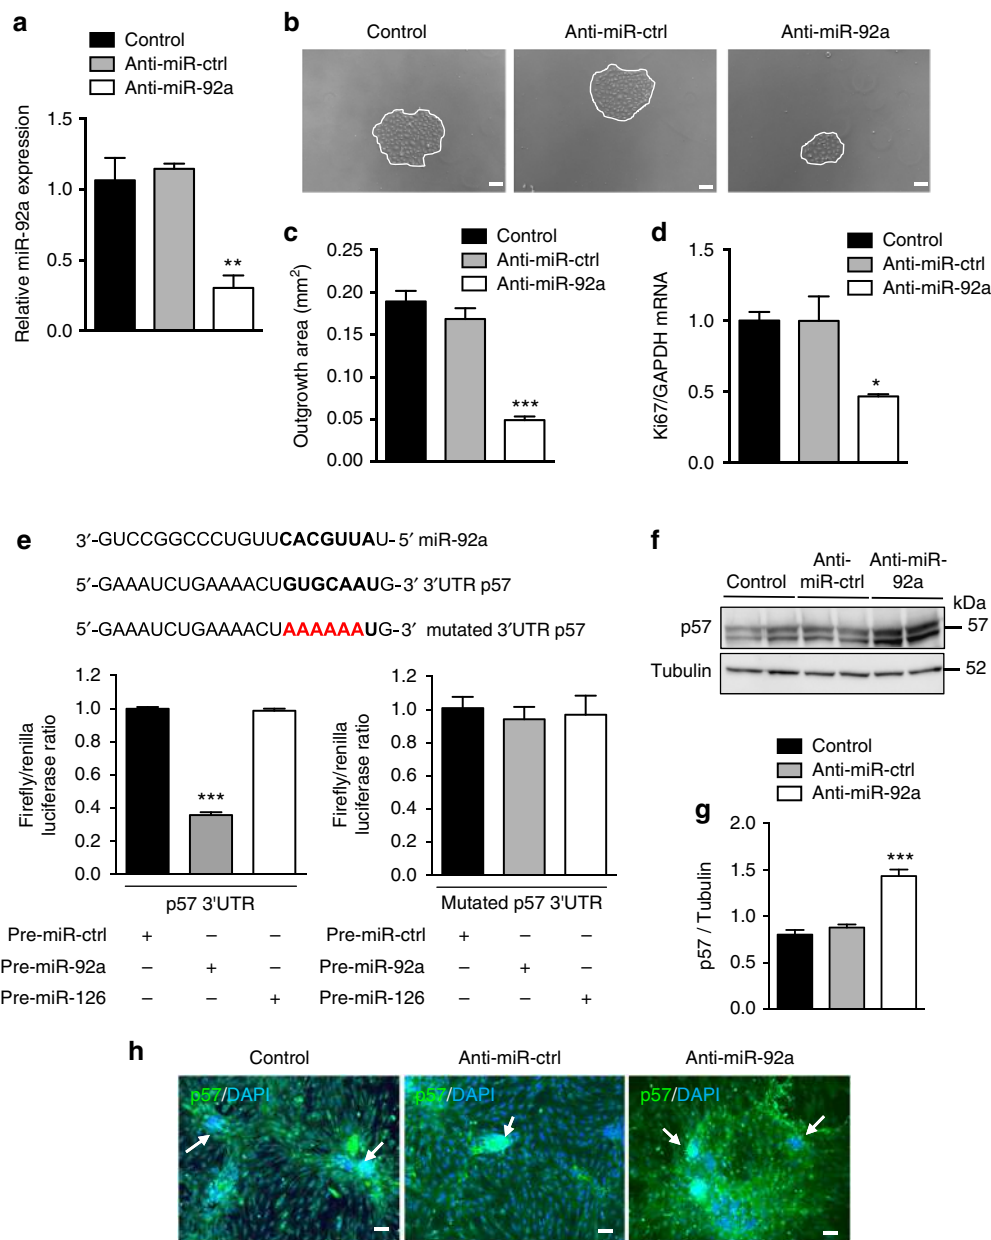 a
Control
Anti-miR-ctrl
Anti-miR-92a
Relative miR-92a expression
1.5
1.0
0.5
0.0
**
b
Control
Anti-miR-ctrl
Anti-miR-92a
c
Control
Anti-miR-ctrl
Anti-miR-92a
Outgrowth area (mm²)
0.25
0.20
0.15
0.10
0.05
0.00
***
d
Control
Anti-miR-ctrl
Anti-miR-92a
Ki67/GAPDH mRNA
1.5
1.0
0.5
0.0
*
e
3′-GUCCGGCCCUGUUCACGUUAU-5′ miR-92a
5′-GAAAUCUGAAAACUGUGCAAUG-3′ 3′UTR p57
5′-GAAAUCUGAAAACUAAAAAAUG-3′ mutated 3′UTR p57
Firefly/renilla
luciferase ratio
1.2
1.0
0.8
0.6
0.4
0.2
0.0
***
p57 3'UTR
Pre-miR-ctrl + – –
Pre-miR-92a – + –
Pre-miR-126 – – +
Firefly/renilla
luciferase ratio
1.2
1.0
0.8
0.6
0.4
0.2
0.0
Mutated p57 3'UTR
Pre-miR-ctrl + – –
Pre-miR-92a – + –
Pre-miR-126 – – +
f
Control
Anti-
miR-ctrl
Anti-miR-
92a
kDa
p57
57
Tubulin
52
Control
Anti-miR-ctrl
Anti-miR-92a
g
p57 / Tubulin
2.0
1.5
1.0
0.5
0.0
***
h
Control
Anti-miR-ctrl
Anti-miR-92a
p57/DAPI
p57/DAPI
p57/DAPI